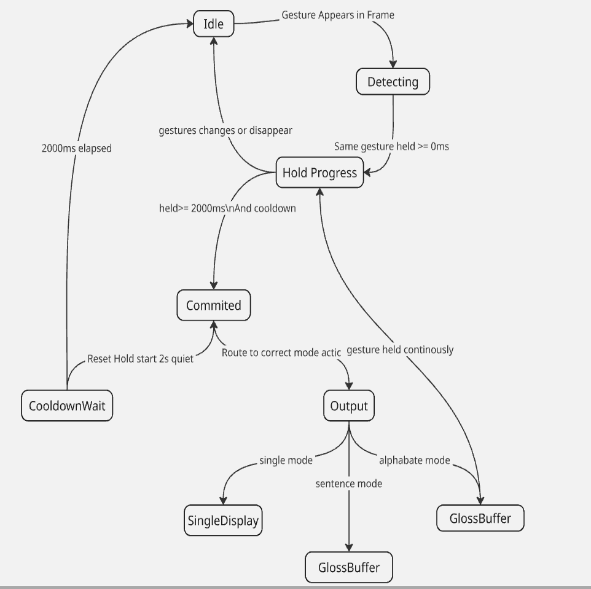 Idle
Gesture Appears in Frame
Detecting
2000ms elapsed
gestures changes or disappear
Same gesture held >= 0ms
Hold Progress
held>= 2000ms\nAnd cooldown
Commited
Reset Hold start 2s quiet
Route to correct mode actic
gesture held continously
CooldownWait
Output
single mode
alphabate mode
sentence mode
SingleDisplay
GlossBuffer
GlossBuffer